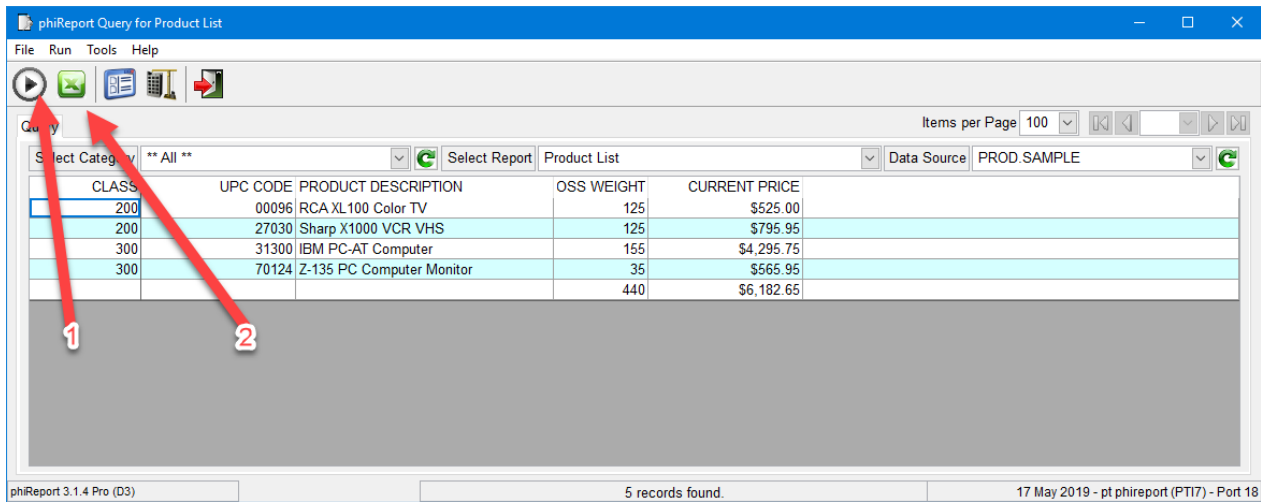 phiReport Query for Product List
File Run Tools Help
Query
Items per Page 100
Select Category ** All ** Select Report Product List Data Source PROD.SAMPLE
CLASS UPC CODE PRODUCT DESCRIPTION OSS WEIGHT CURRENT PRICE
200 00096 RCA XL100 Color TV 125 $525.00
200 27030 Sharp X1000 VCR VHS 125 $795.95
300 31300 IBM PC-AT Computer 155 $4,295.75
300 70124 Z-135 PC Computer Monitor 35 $565.95
440 $6,182.65
1 2
phiReport 3.1.4 Pro (D3) 5 records found. 17 May 2019 - pt phireport (PTI7) - Port 18